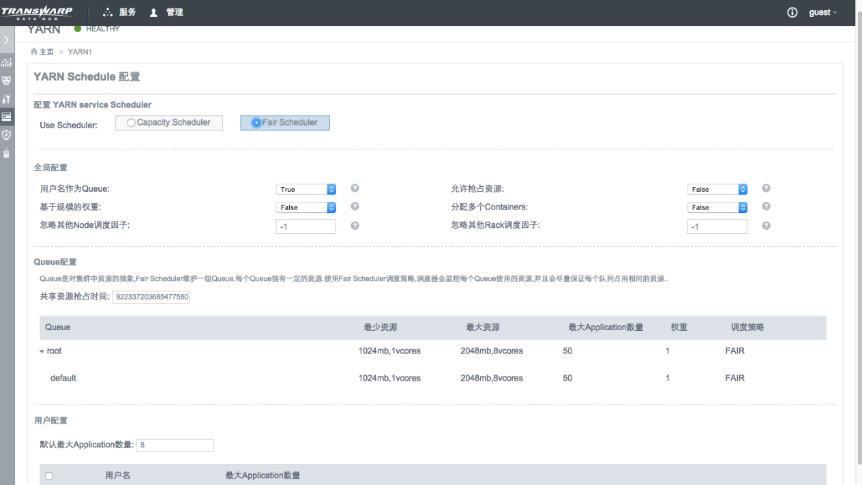 TRANSWARP
DATA HUB
服务
管理
guest
YARN
HEALTHY
主页 > YARN1
YARN Schedule 配置
配置 YARN service Scheduler
Use Scheduler:
Capacity Scheduler
Fair Scheduler
全局配置
用户名作为Queue: True
允许抢占资源: False
基于规模的权重: False
分配多个Containers: False
忽略其他Node调度因子: -1
忽略其他Rack调度因子: -1
Queue配置
Queue是对集群中资源的抽象,Fair Scheduler维护一组Queue,每个Queue拥有一定的资源.使用Fair Scheduler调度策略,调度器会监控每个Queue使用的资源,并且会尽量保证每个队列占用相同的资源..
共享资源抢占时间: 922337203685477580
Queue 最少资源 最大资源 最大Application数量 权重 调度策略
root 1024mb,1vcores 2048mb,8vcores 50 1 FAIR
default 1024mb,1vcores 2048mb,8vcores 50 1 FAIR
用户配置
默认最大Application数量: 5
用户名 最大Application数量